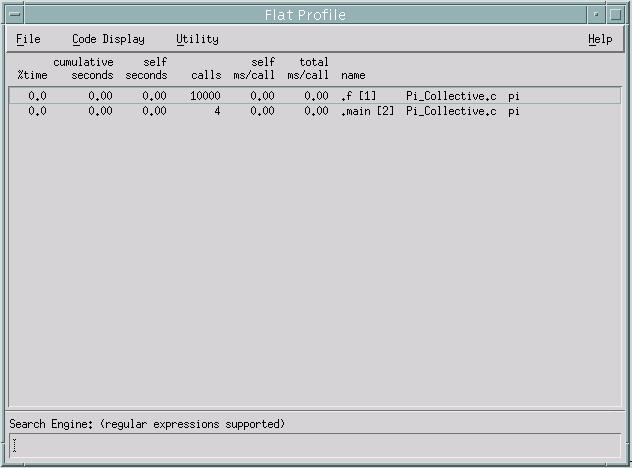 Flat Profile
File Code Display Utility Help
cumulative self self total
%time seconds seconds calls ms/call ms/call name
0.0 0.00 0.00 10000 0.00 0.00 .f [1] Pi_Collective.c pi
0.0 0.00 0.00 4 0.00 0.00 .main [2] Pi_Collective.c pi
Search Engine: (regular expressions supported)